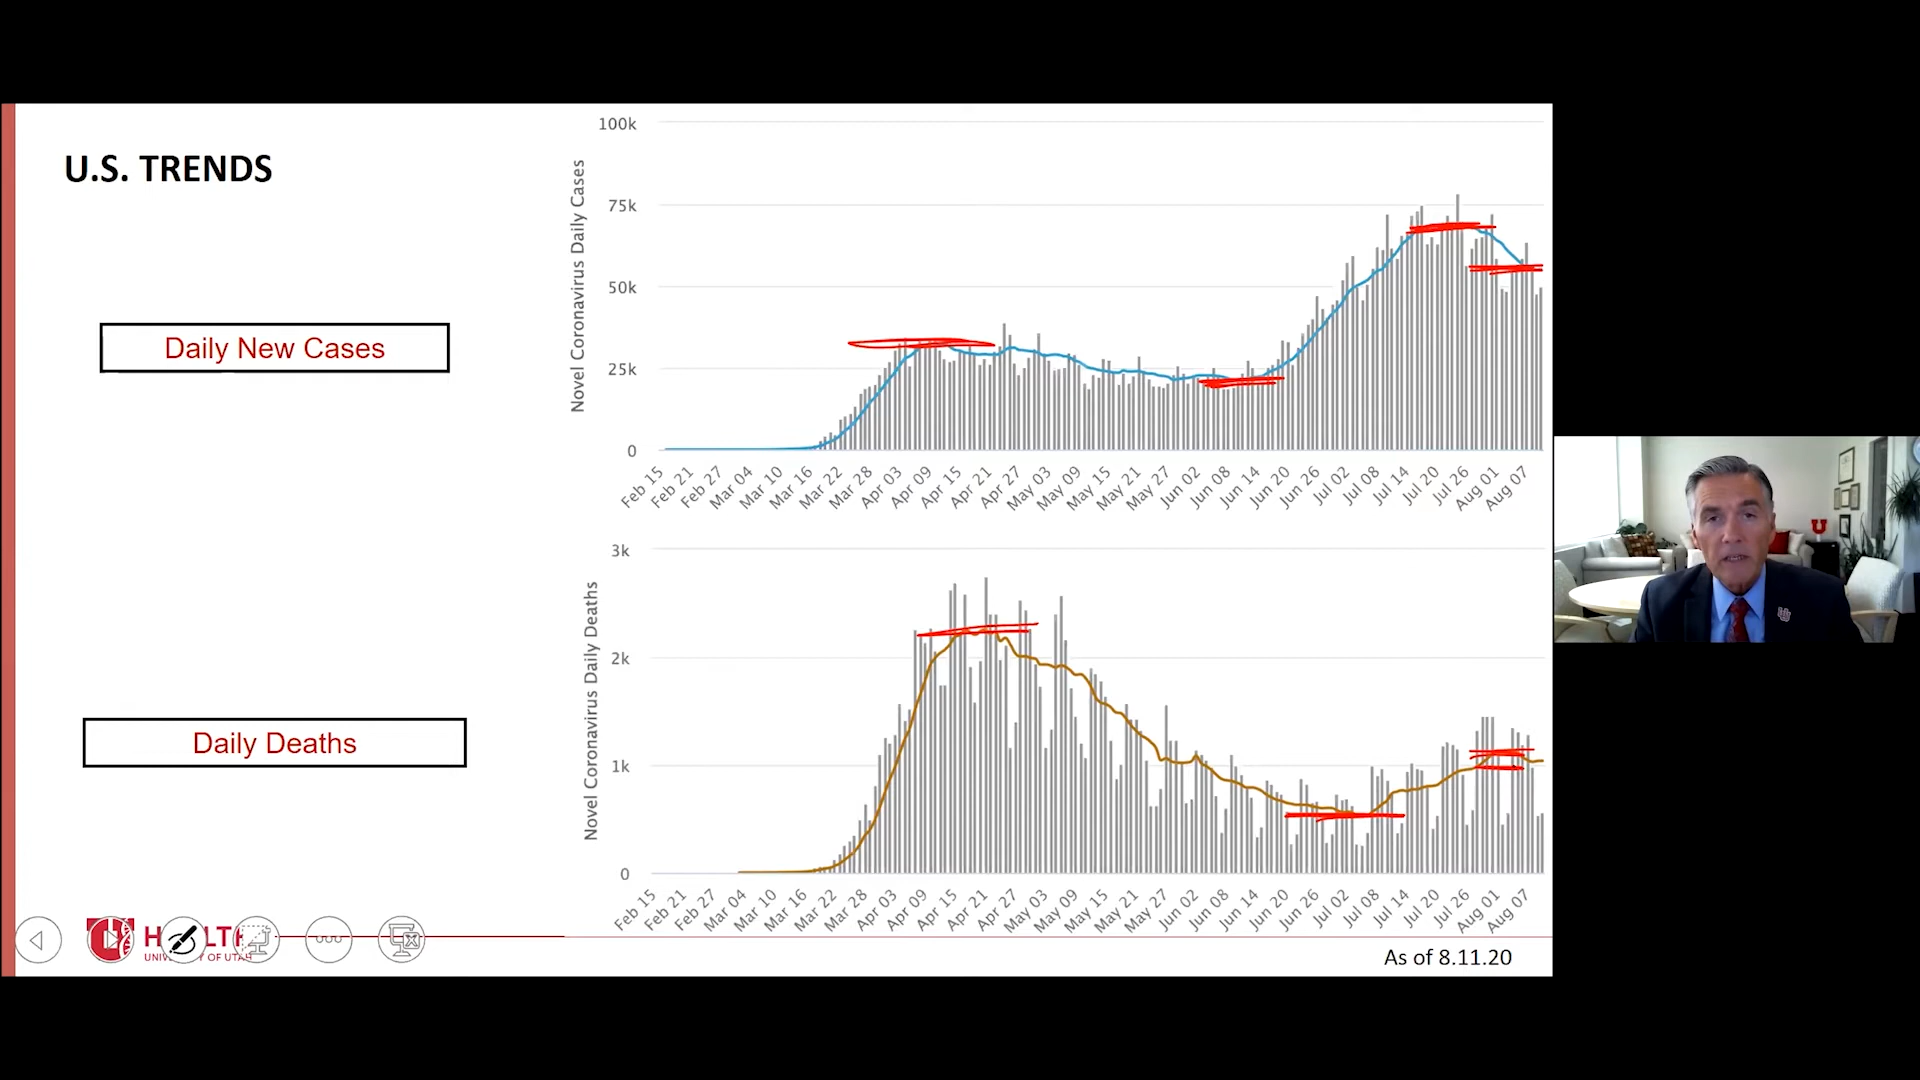 U.S. TRENDS
Daily New Cases
Novel Coronavirus Daily Cases
100k
75k
50k
25k
0
Feb 15 Feb 21 Feb 27 Mar 04 Mar 10 Mar 16 Mar 22 Mar 28 Apr 03 Apr 09 Apr 15 Apr 21 Apr 27 May 03 May 09 May 15 May 21 May 27 Jun 02 Jun 08 Jun 14 Jun 20 Jun 26 Jul 02 Jul 08 Jul 14 Jul 20 Jul 26 Aug 01 Aug 07
Daily Deaths
Novel Coronavirus Daily Deaths
3k
2k
1k
0
Feb 15 Feb 21 Feb 27 Mar 04 Mar 10 Mar 16 Mar 22 Mar 28 Apr 03 Apr 09 Apr 15 Apr 21 Apr 27 May 03 May 09 May 15 May 21 May 27 Jun 02 Jun 08 Jun 14 Jun 20 Jun 26 Jul 02 Jul 08 Jul 14 Jul 20 Jul 26 Aug 01 Aug 07
As of 8.11.20
U